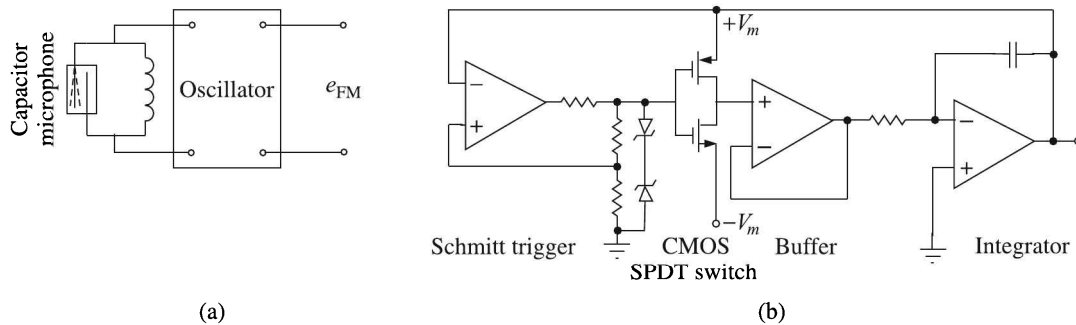 Capacitor
microphone
Oscillator
e_FM
(a)
+V_m
−
+
+
−
−
+
−V_m
Schmitt trigger
CMOS
SPDT switch
Buffer
Integrator
(b)